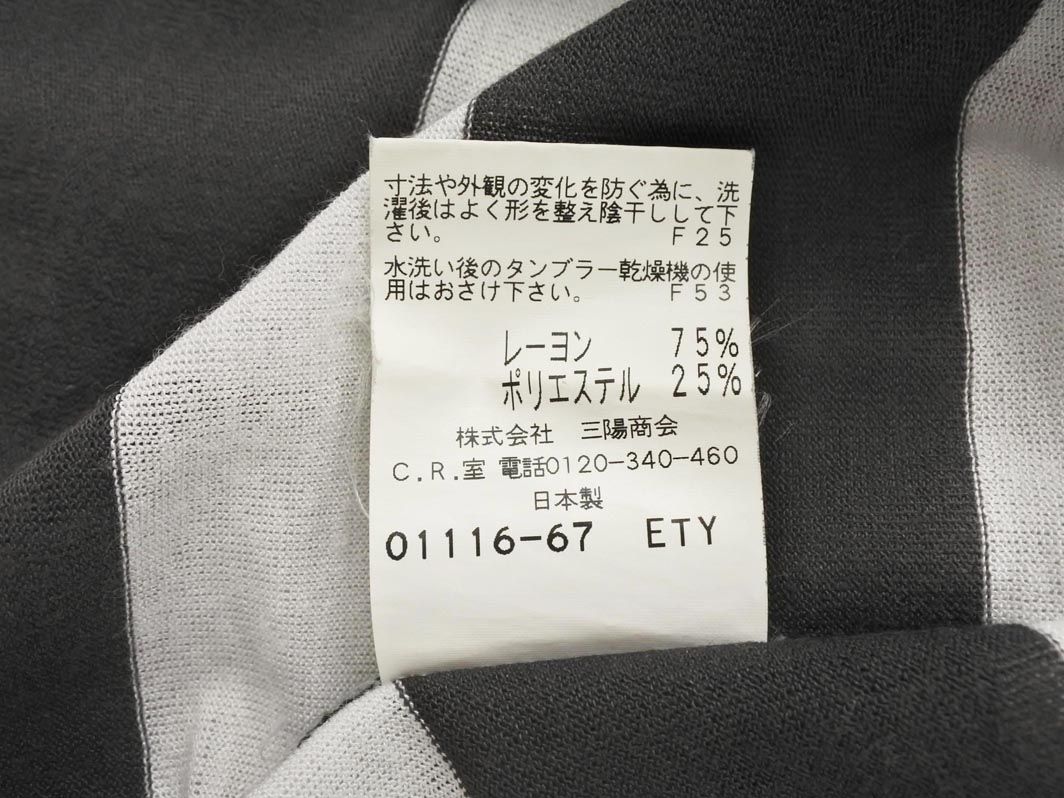 寸法や外観の変化を防ぐ為に、洗
濯後はよく形を整え陰干しして下
さい。 F25
水洗い後のタンブラー乾燥機の使
用はおさけ下さい。 F53
レーヨン 75%
ポリエステル 25%
株式会社 三陽商会
C.R.室 電話0120-340-460
日本製
01116-67 ETY